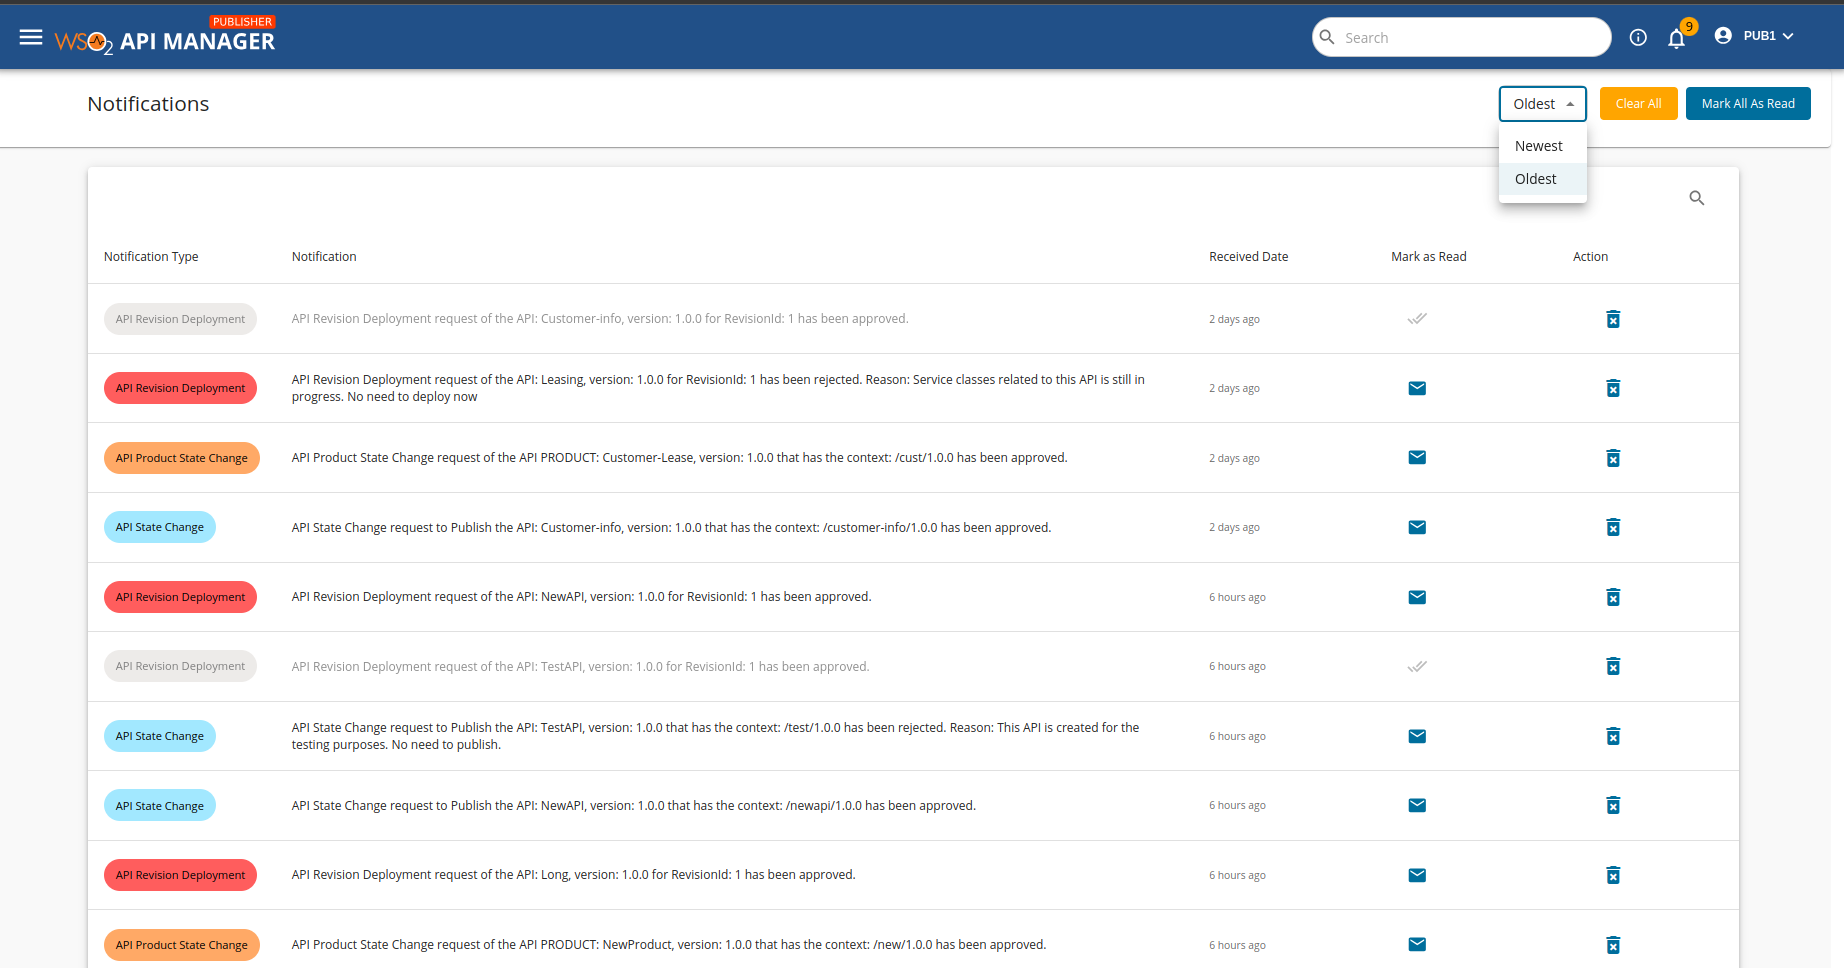 PUBLISHER
WSO2 API MANAGER
Search
9
PUB1
Notifications
Oldest
Clear All
Mark All As Read
Newest
Oldest
Notification Type
Notification
Received Date
Mark as Read
Action
API Revision Deployment
API Revision Deployment request of the API: Customer-info, version: 1.0.0 for RevisionId: 1 has been approved.
2 days ago
API Revision Deployment
API Revision Deployment request of the API: Leasing, version: 1.0.0 for RevisionId: 1 has been rejected. Reason: Service classes related to this API is still in
progress. No need to deploy now
2 days ago
API Product State Change
API Product State Change request of the API PRODUCT: Customer-Lease, version: 1.0.0 that has the context: /cust/1.0.0 has been approved.
2 days ago
API State Change
API State Change request to Publish the API: Customer-info, version: 1.0.0 that has the context: /customer-info/1.0.0 has been approved.
2 days ago
API Revision Deployment
API Revision Deployment request of the API: NewAPI, version: 1.0.0 for RevisionId: 1 has been approved.
6 hours ago
API Revision Deployment
API Revision Deployment request of the API: TestAPI, version: 1.0.0 for RevisionId: 1 has been approved.
6 hours ago
API State Change
API State Change request to Publish the API: TestAPI, version: 1.0.0 that has the context: /test/1.0.0 has been rejected. Reason: This API is created for the
testing purposes. No need to publish.
6 hours ago
API State Change
API State Change request to Publish the API: NewAPI, version: 1.0.0 that has the context: /newapi/1.0.0 has been approved.
6 hours ago
API Revision Deployment
API Revision Deployment request of the API: Long, version: 1.0.0 for RevisionId: 1 has been approved.
6 hours ago
API Product State Change
API Product State Change request of the API PRODUCT: NewProduct, version: 1.0.0 that has the context: /new/1.0.0 has been approved.
6 hours ago